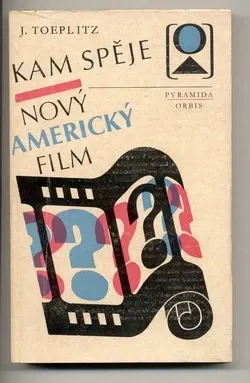 J. TOEPLITZ
KAM SPĚJE
NOVÝ
AMERICKÝ
FILM
PYRAMIDA
ORBIS
???
?